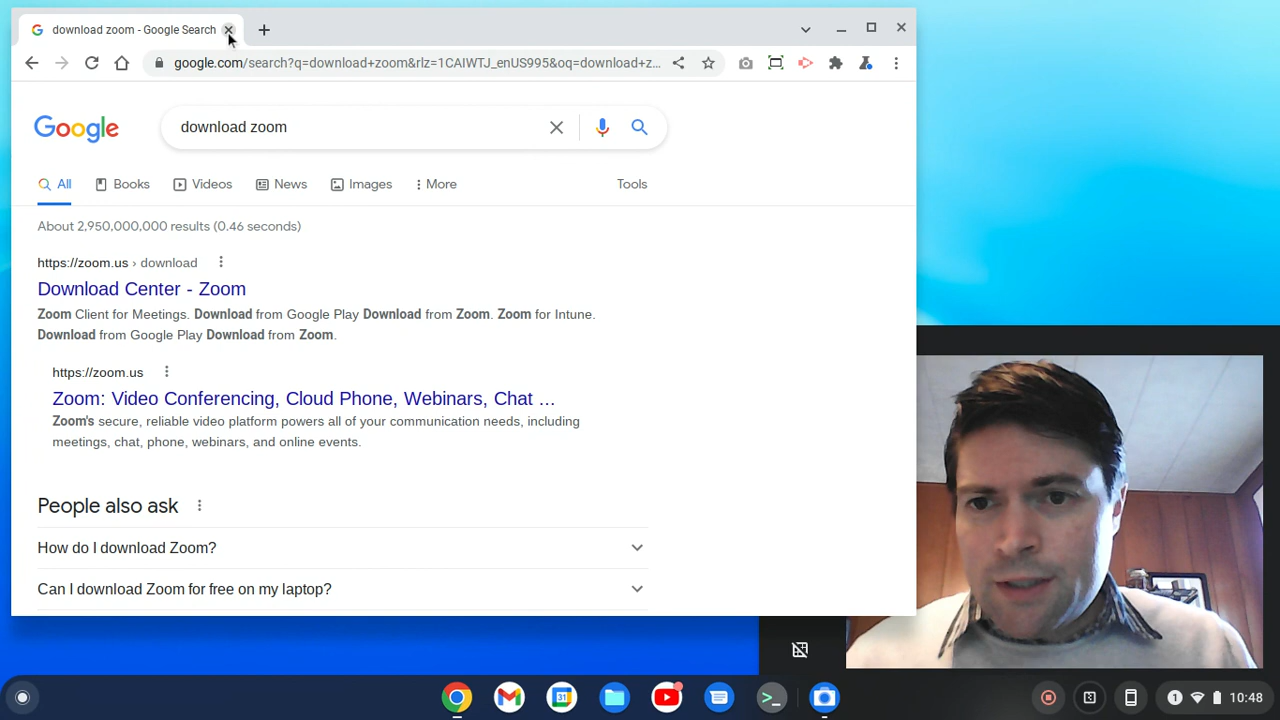 download zoom - Google Search
google.com/search?q=download+zoom&rlz=1CAIWTJ_enUS995&oq=download+z...
Google
download zoom
All Books Videos News Images More Tools
About 2,950,000,000 results (0.46 seconds)
https://zoom.us › download
Download Center - Zoom
Zoom Client for Meetings. Download from Google Play Download from Zoom. Zoom for Intune.
Download from Google Play Download from Zoom.
https://zoom.us
Zoom: Video Conferencing, Cloud Phone, Webinars, Chat ...
Zoom's secure, reliable video platform powers all of your communication needs, including
meetings, chat, phone, webinars, and online events.
People also ask
How do I download Zoom?
Can I download Zoom for free on my laptop?
31
>_
1 10:48